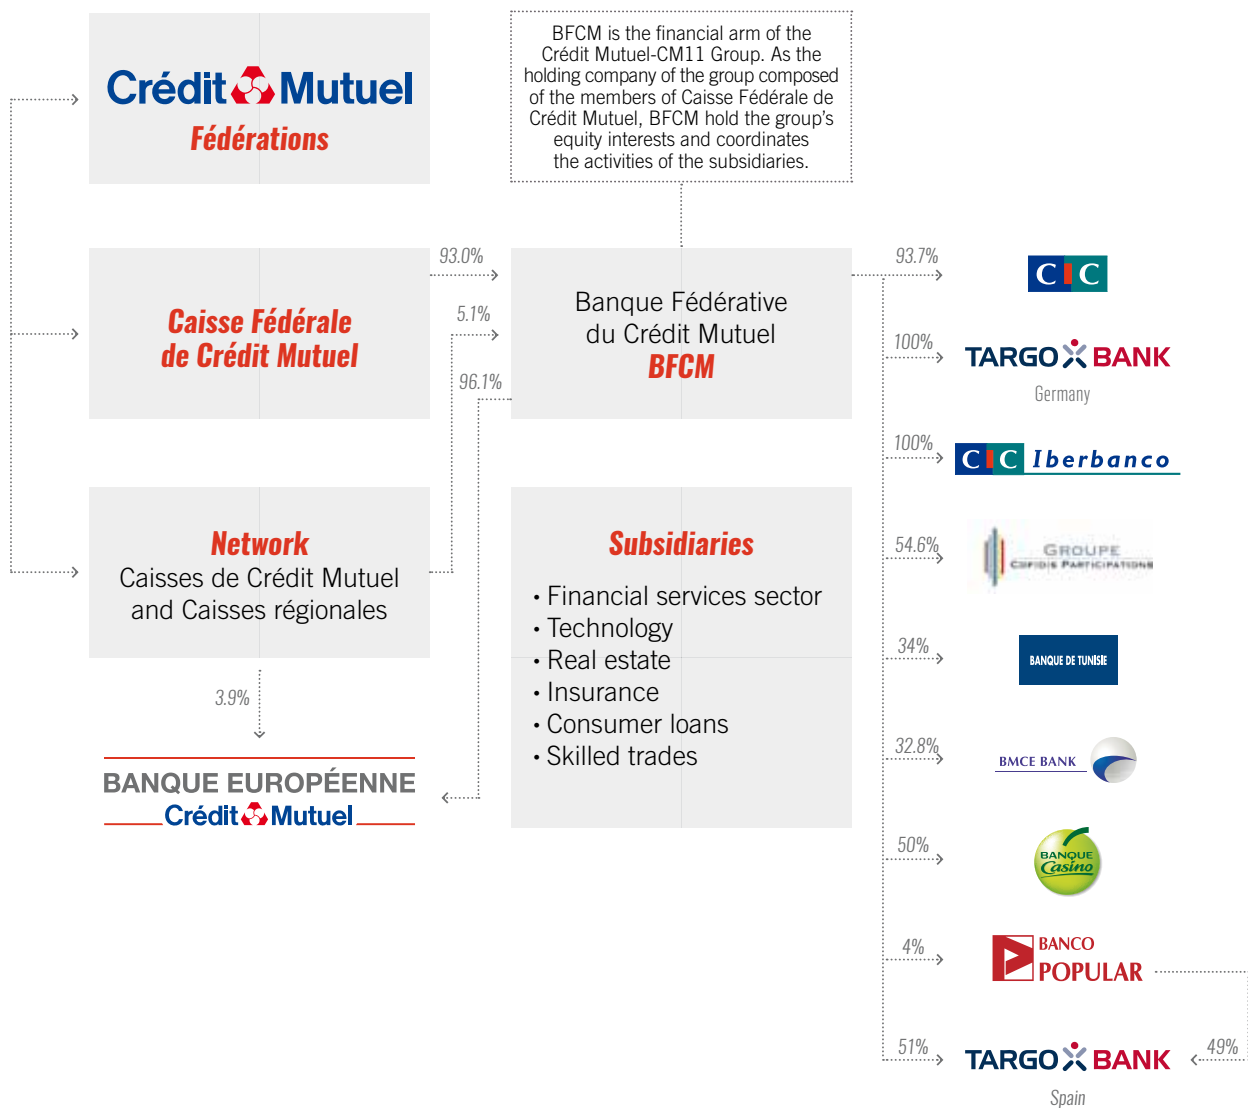 BFCM is the financial arm of the
Crédit Mutuel-CM11 Group. As the
holding company of the group composed
of the members of Caisse Fédérale de
Crédit Mutuel, BFCM hold the group's
equity interests and coordinates
the activities of the subsidiaries.
Crédit Mutuel
Fédérations
Caisse Fédérale
de Crédit Mutuel
93.0%
5.1%
96.1%
Banque Fédérative
du Crédit Mutuel
BFCM
Network
Caisses de Crédit Mutuel
and Caisses régionales
3.9%
BANQUE EUROPÉENNE
Crédit Mutuel
Subsidiaries
• Financial services sector
• Technology
• Real estate
• Insurance
• Consumer loans
• Skilled trades
93.7%
CIC
100%
TARGO BANK
Germany
100%
CIC Iberbanco
54.6%
GROUPE
COFIDIS PARTICIPATIONS
34%
BANQUE DE TUNISIE
32.8%
BMCE BANK
50%
BANQUE
Casino
4%
BANCO
POPULAR
51%
TARGO BANK
49%
Spain